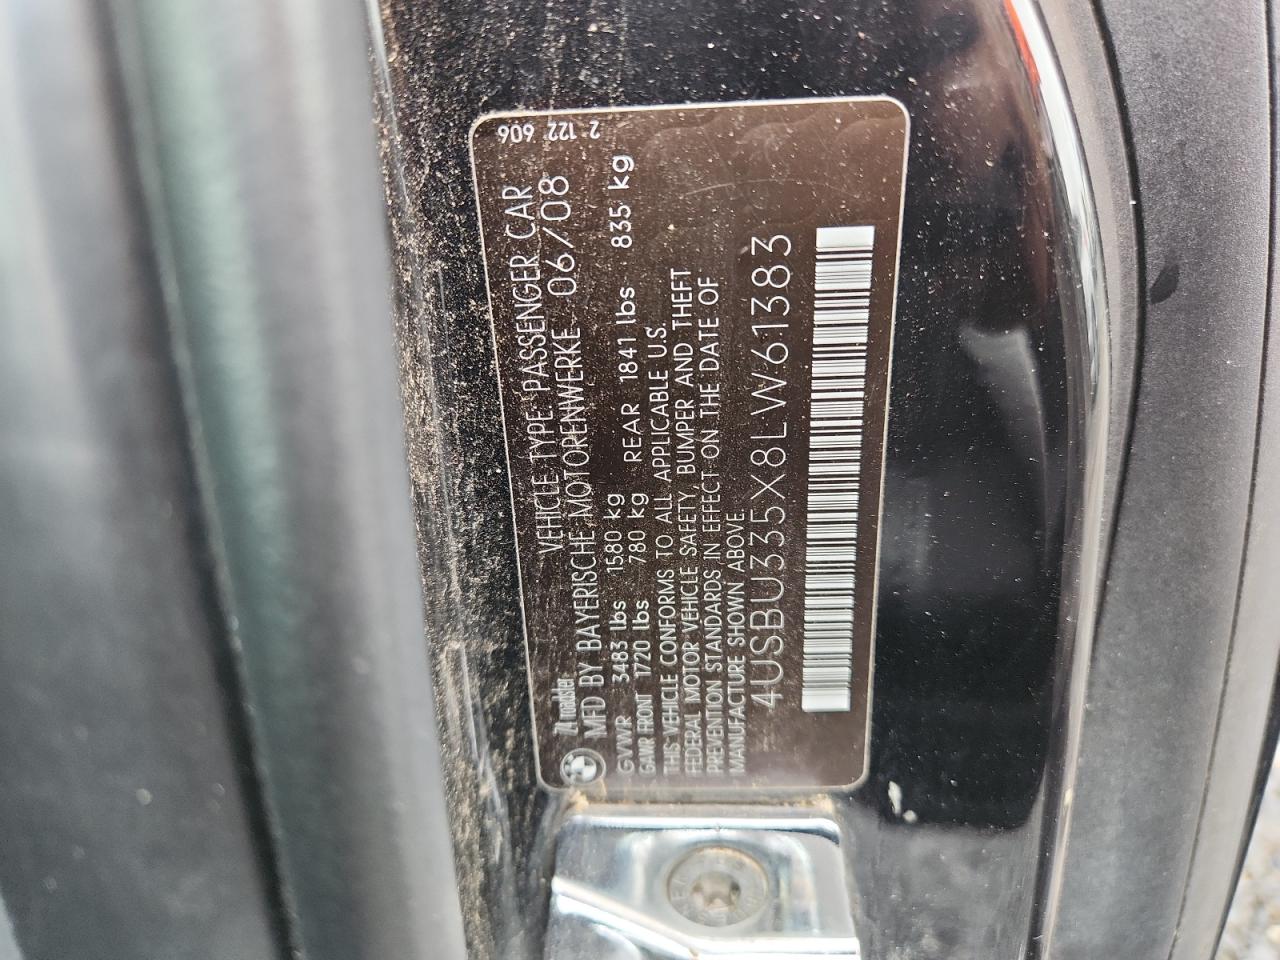 2 122 606
Z4 roadster
VEHICLE TYPE: PASSENGER CAR
MFD BY BAYERISCHE MOTORENWERKE 06/08
GVWR 3483 lbs 1580 kg
GAWR FRONT 1720 lbs 780 kg REAR 1841 lbs 835 kg
THIS VEHICLE CONFORMS TO ALL APPLICABLE U.S.
FEDERAL MOTOR VEHICLE SAFETY, BUMPER AND THEFT
PREVENTION STANDARDS IN EFFECT ON THE DATE OF
MANUFACTURE SHOWN ABOVE.
4USBU335X8LW61383